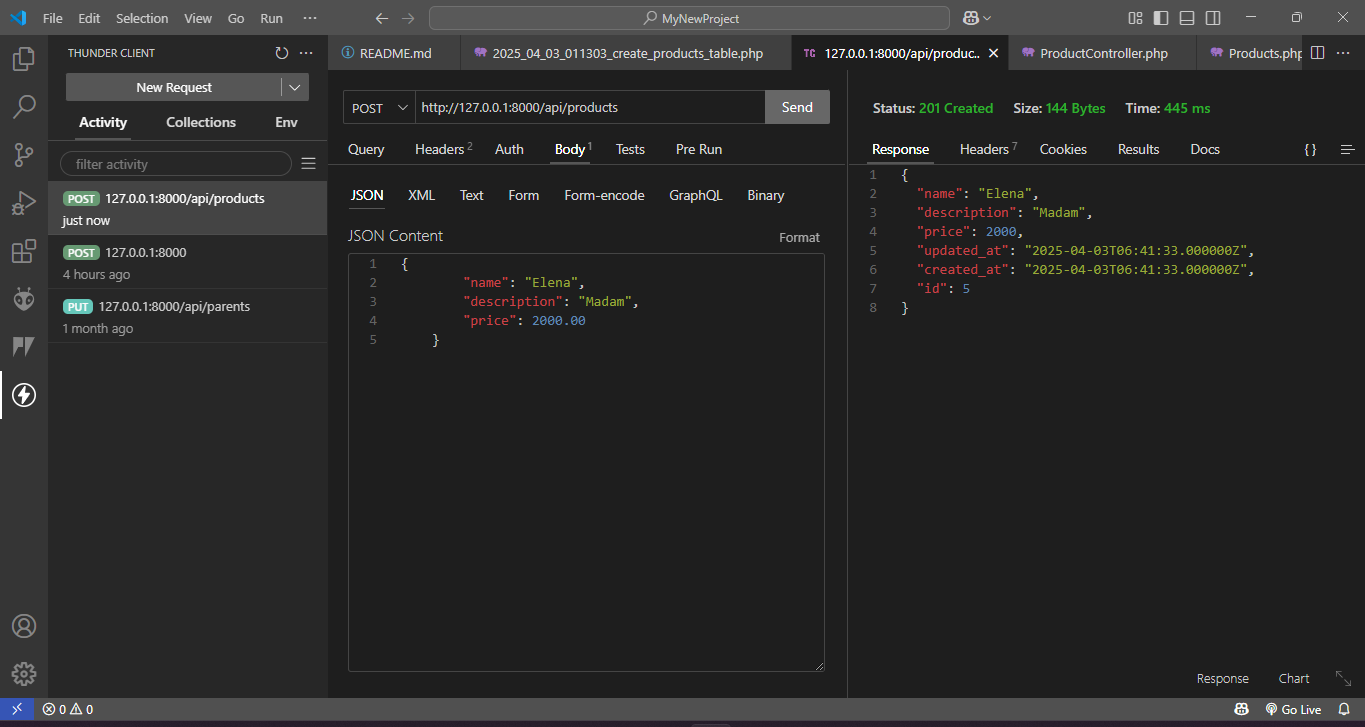 File Edit Selection View Go Run ··· MyNewProject
THUNDER CLIENT
New Request
Activity Collections Env
filter activity
POST 127.0.0.1:8000/api/products
just now
POST 127.0.0.1:8000
4 hours ago
PUT 127.0.0.1:8000/api/parents
1 month ago
README.md 2025_04_03_011303_create_products_table.php TC 127.0.0.1:8000/api/produc.. ProductController.php Products.php
POST http://127.0.0.1:8000/api/products Send
Query Headers 2 Auth Body 1 Tests Pre Run
JSON XML Text Form Form-encode GraphQL Binary
JSON Content Format
1 {
2 "name": "Elena",
3 "description": "Madam",
4 "price": 2000.00
5 }
Status: 201 Created Size: 144 Bytes Time: 445 ms
Response Headers 7 Cookies Results Docs {}
1 {
2 "name": "Elena",
3 "description": "Madam",
4 "price": 2000,
5 "updated_at": "2025-04-03T06:41:33.000000Z",
6 "created_at": "2025-04-03T06:41:33.000000Z",
7 "id": 5
8 }
Response Chart
0 0 Go Live